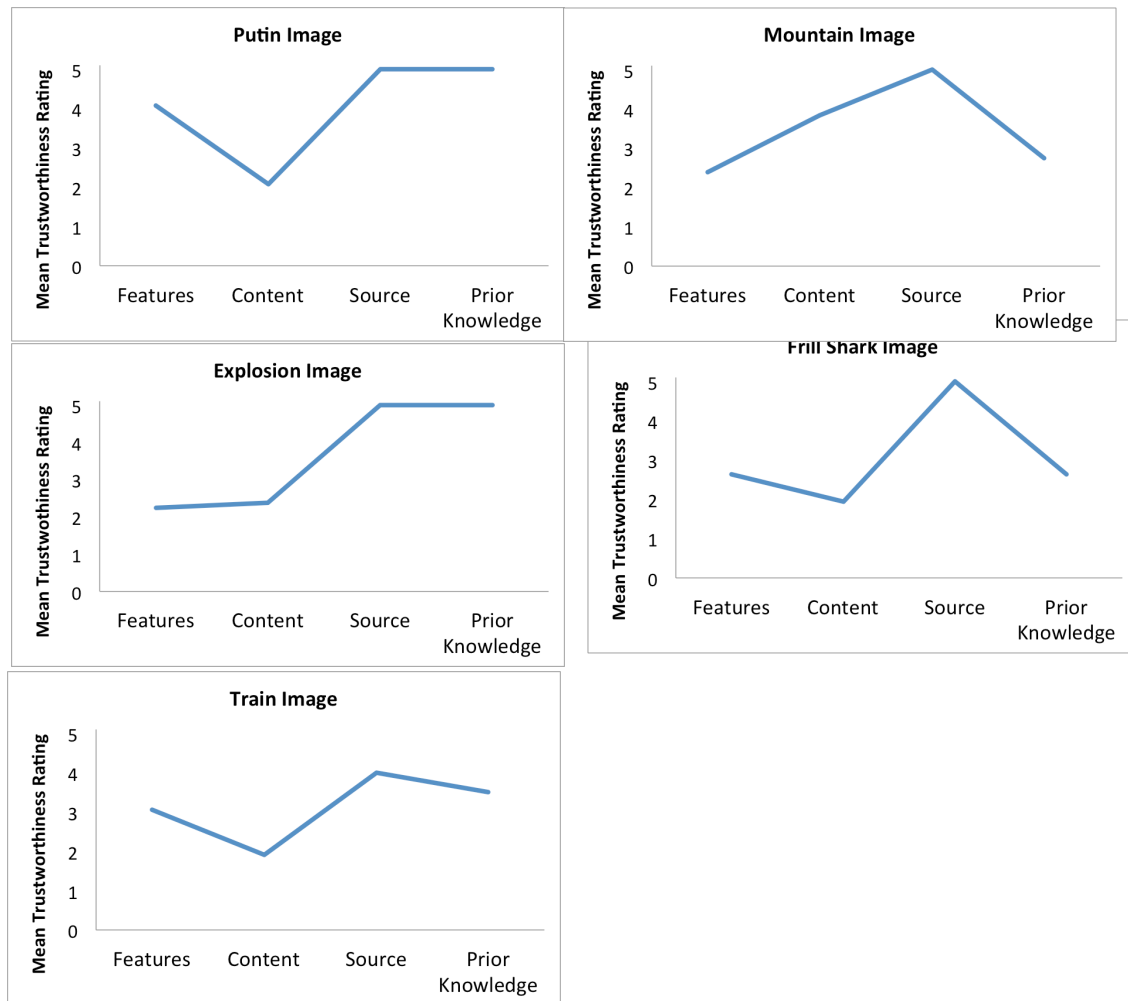 Putin Image
Mean Trustworthiness Rating
5
4
3
2
1
0
Features
Content
Source
Prior
Knowledge
Mountain Image
Mean Trustworthiness Rating
5
4
3
2
1
0
Features
Content
Source
Prior
Knowledge
Explosion Image
Mean Trustwothiness Rating
5
4
3
2
1
0
Features
Content
Source
Prior
Knowledge
Frill Shark Image
Mean Trustworthiness Rating
5
4
3
2
1
0
Features
Content
Source
Prior
Knowledge
Train Image
Mean Trustworthiness Rating
5
4
3
2
1
0
Features
Content
Source
Prior
Knowledge